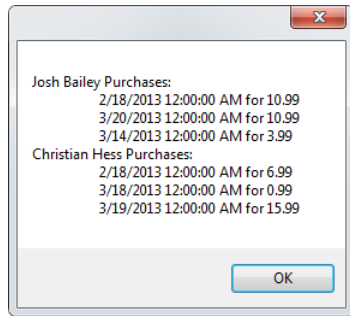 Josh Bailey Purchases:
2/18/2013 12:00:00 AM for 10.99
3/20/2013 12:00:00 AM for 10.99
3/14/2013 12:00:00 AM for 3.99
Christian Hess Purchases:
2/18/2013 12:00:00 AM for 6.99
3/18/2013 12:00:00 AM for 0.99
3/19/2013 12:00:00 AM for 15.99
OK